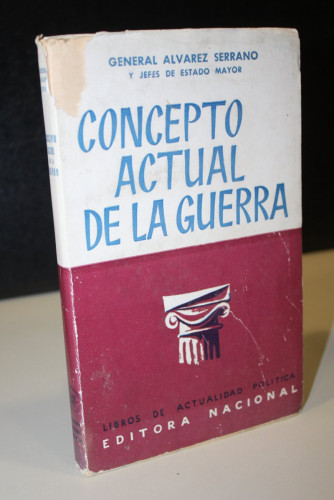 GENERAL ALVAREZ SERRANO
Y JEFES DE ESTADO MAYOR
CONCEPTO
ACTUAL
DE LA GUERRA
LIBROS DE ACTUALIDAD POLITICA
EDITORA NACIONAL